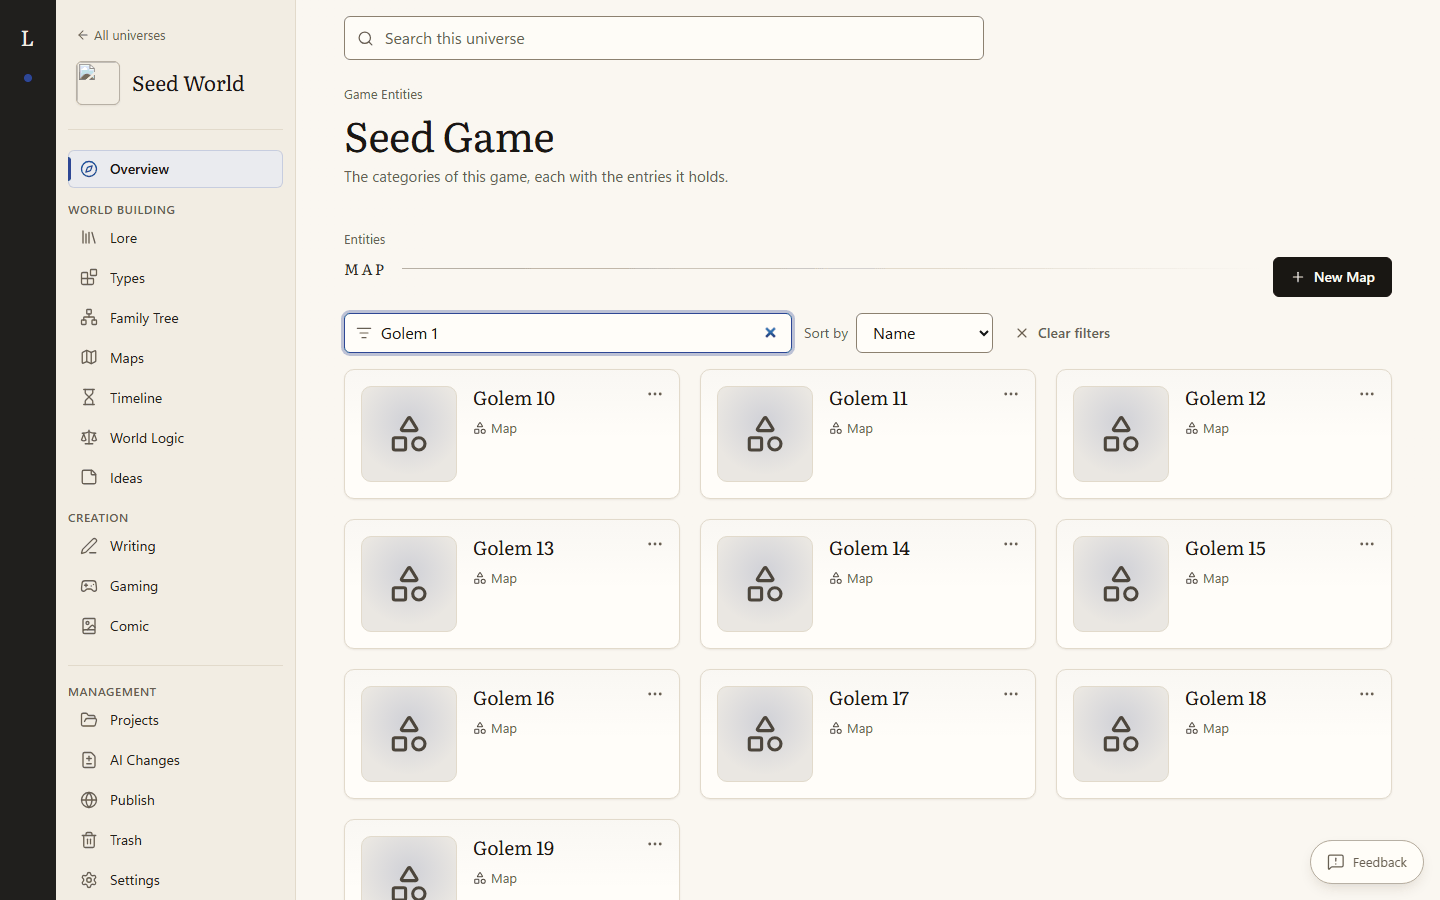 L
All universes
Seed World
Overview
WORLD BUILDING
Lore
Types
Family Tree
Maps
Timeline
World Logic
Ideas
CREATION
Writing
Gaming
Comic
MANAGEMENT
Projects
AI Changes
Publish
Trash
Settings
Search this universe
Game Entities
Seed Game
The categories of this game, each with the entries it holds.
Entities
MAP
New Map
Golem 1
Sort by
Name
Clear filters
Golem 10
Map
Golem 11
Map
Golem 12
Map
Golem 13
Map
Golem 14
Map
Golem 15
Map
Golem 16
Map
Golem 17
Map
Golem 18
Map
Golem 19
Map
Feedback